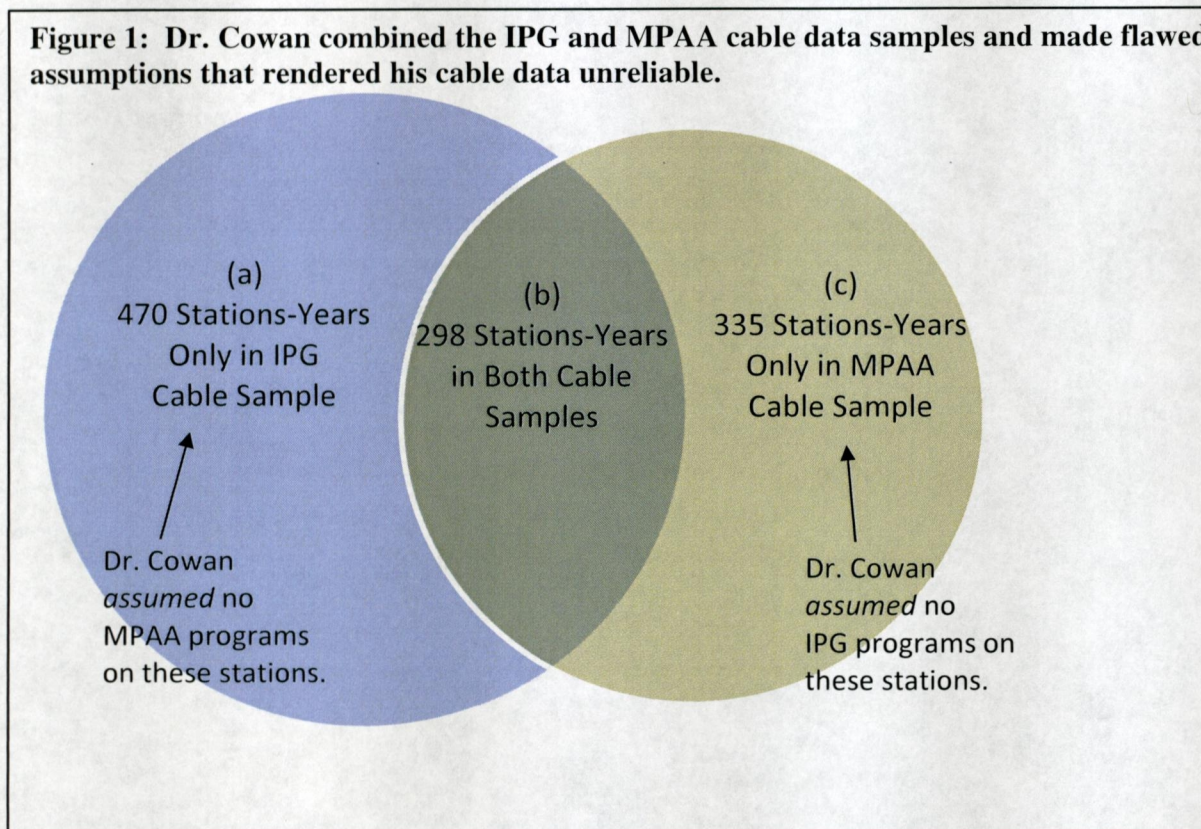 Figure 1: Dr. Cowan combined the IPG and MPAA cable data samples and made flawed
assumptions that rendered his cable data unreliable.
(a)
470 Stations-Years
Only in IPG
Cable Sample
(b)
298 Stations-Years
in Both Cable
Samples
(c)
335 Stations-Years
Only in MPAA
Cable Sample
Dr. Cowan
assumed no
MPAA programs
on these stations.
Dr. Cowan
assumed no
IPG programs on
these stations.